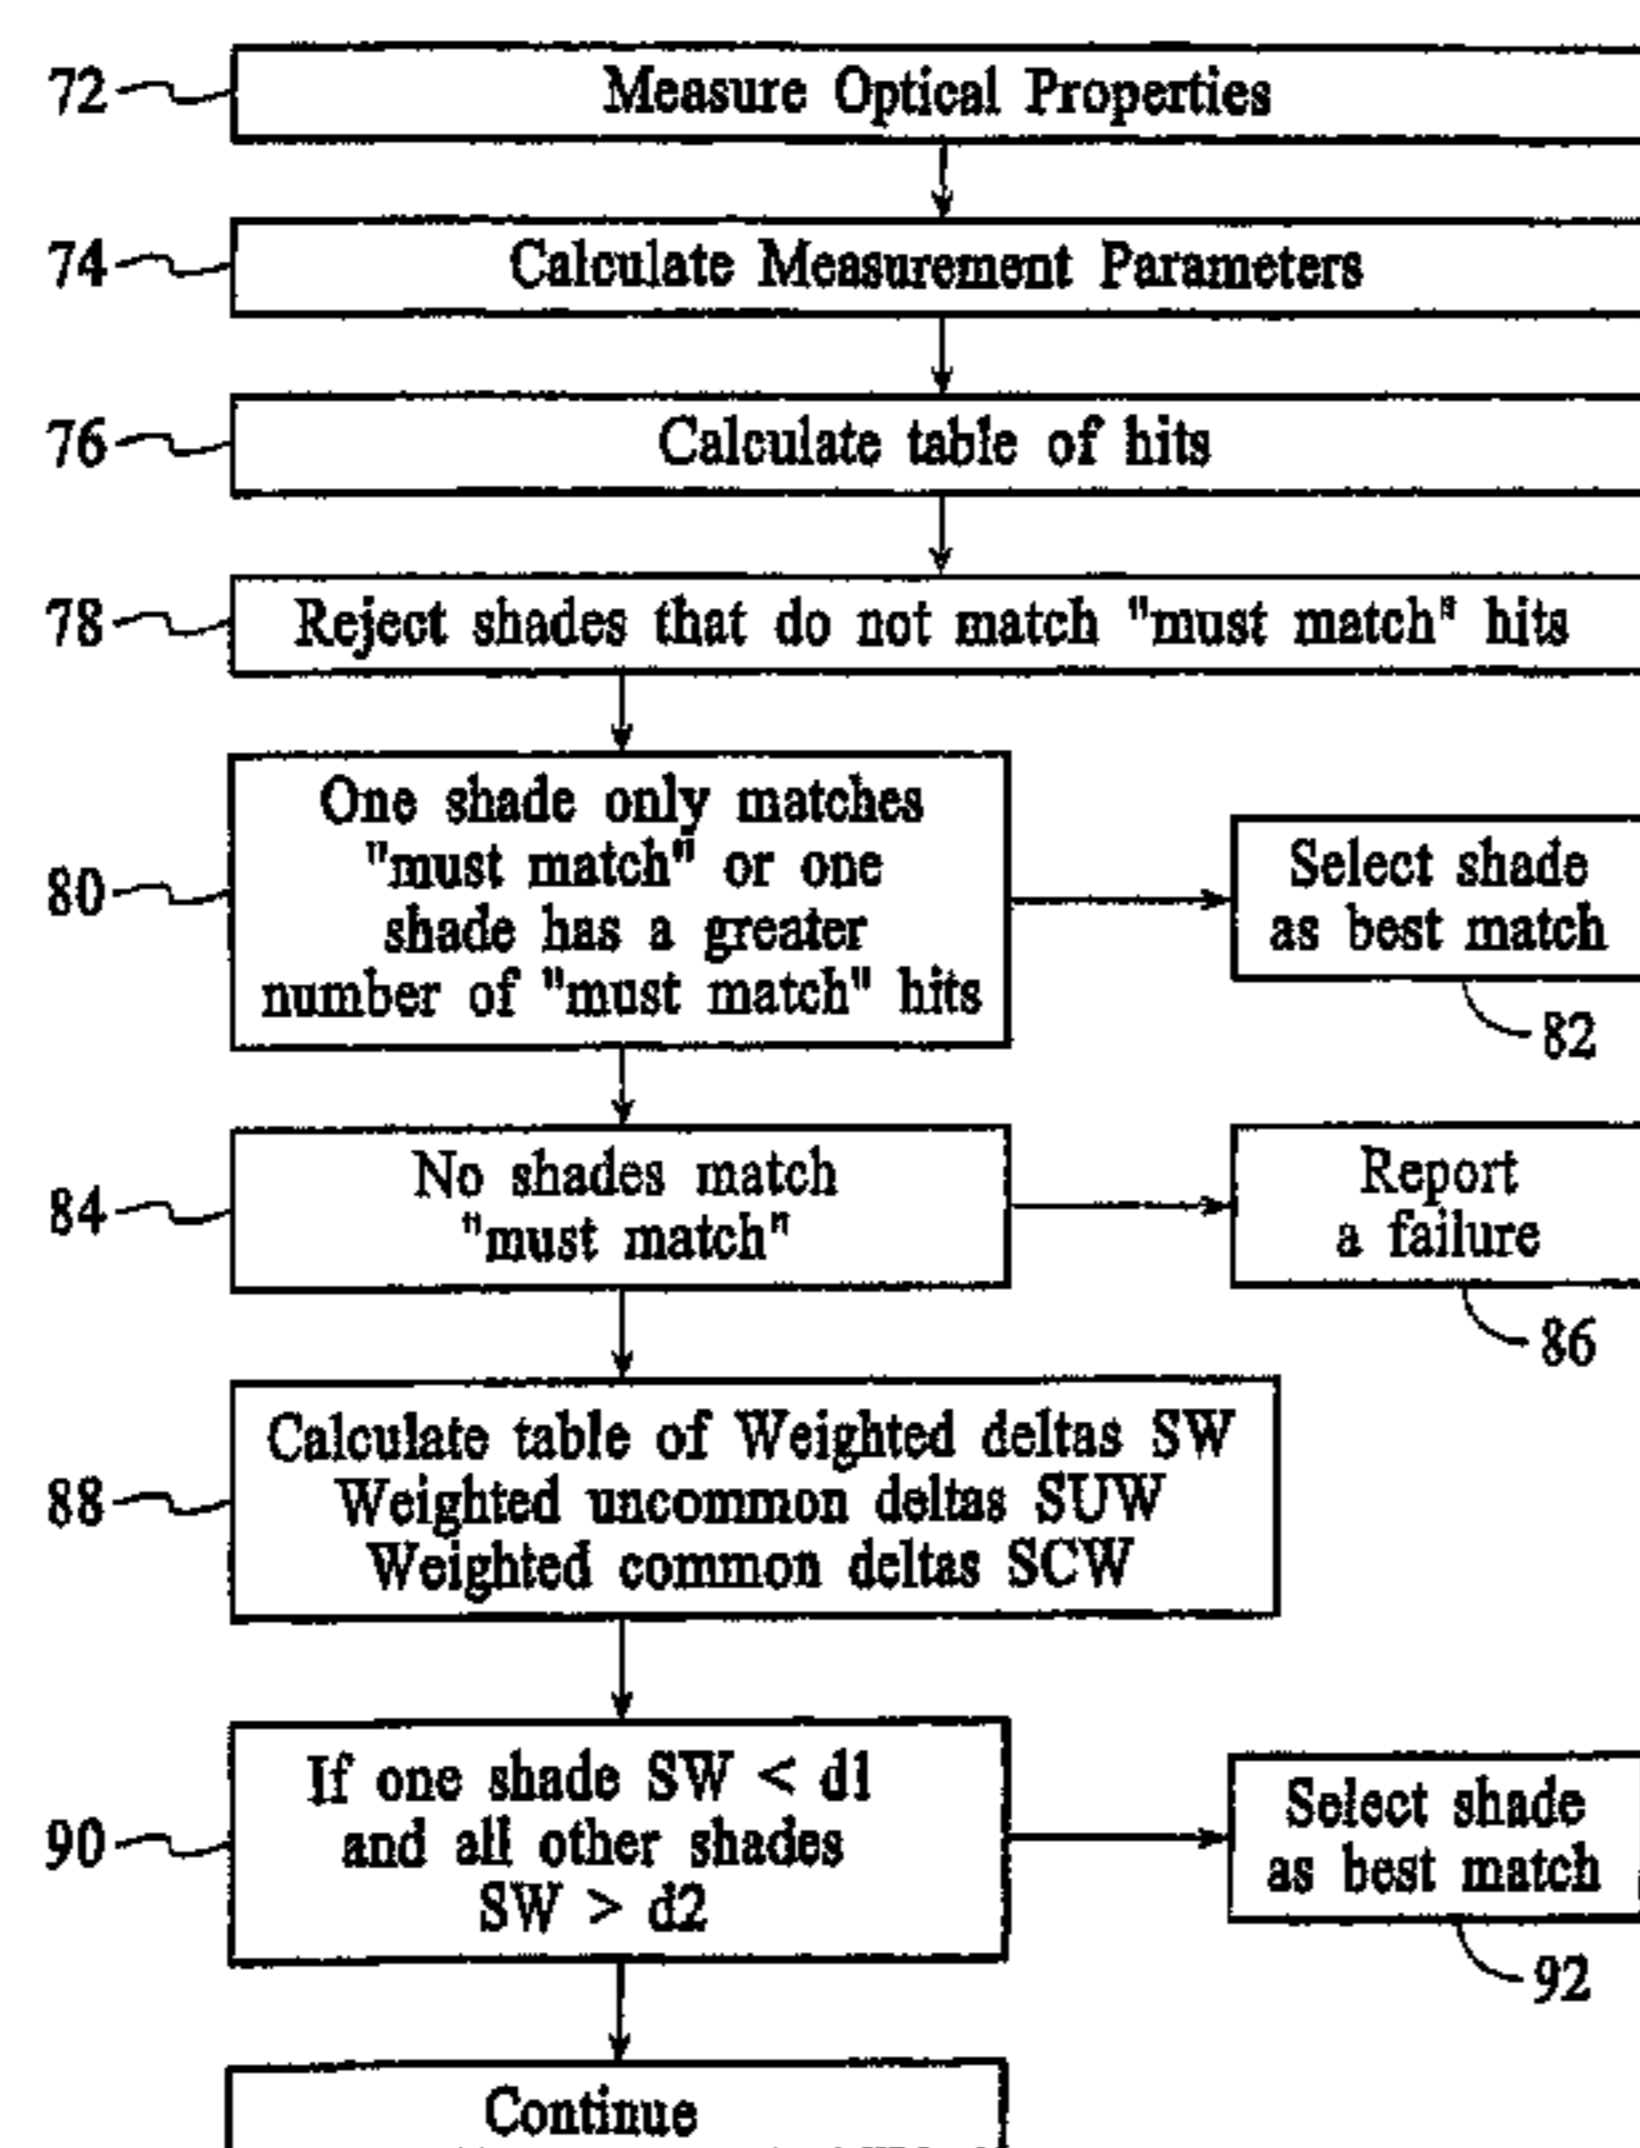 72
Measure Optical Properties
74
Calculate Measurement Parameters
76
Calculate table of hits
78
Reject shades that do not match "must match" hits
80
One shade only matches
"must match" or one
shade has a greater
number of "must match" hits
Select shade
as best match
82
84
No shades match
"must match"
Report
a failure
86
88
Calculate table of Weighted deltas SW
Weighted uncommon deltas SUW
Weighted common deltas SCW
90
If one shade SW < d1
and all other shades
SW > d2
Select shade
as best match
92
Continue